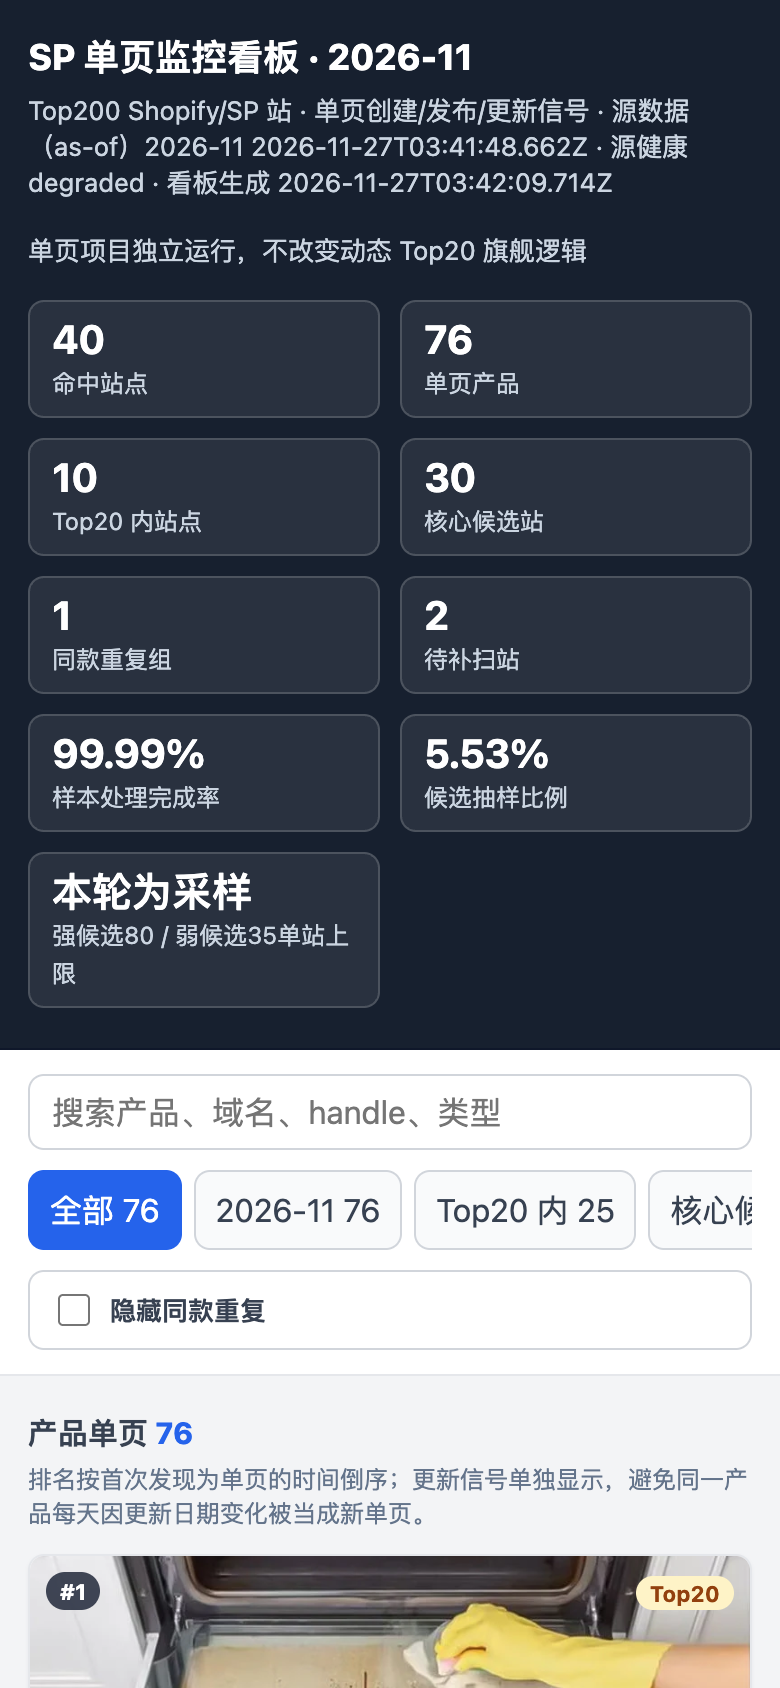 SP 单页监控看板 · 2026-11
Top200 Shopify/SP 站 · 单页创建/发布/更新信号 · 源数据
（as-of）2026-11 2026-11-27T03:41:48.662Z · 源健康
degraded · 看板生成 2026-11-27T03:42:09.714Z
单页项目独立运行，不改变动态 Top20 旗舰逻辑
40
命中站点
76
单页产品
10
Top20 内站点
30
核心候选站
1
同款重复组
2
待补扫站
99.99%
样本处理完成率
5.53%
候选抽样比例
本轮为采样
强候选80 / 弱候选35单站上
限
搜索产品、域名、handle、类型
全部 76
2026-11 76
Top20 内 25
核心候
隐藏同款重复
产品单页 76
排名按首次发现为单页的时间倒序；更新信号单独显示，避免同一产
品每天因更新日期变化被当成新单页。
#1
Top20